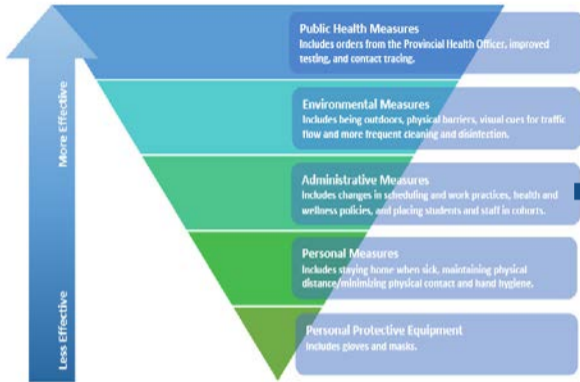 More Effective
Less Effective
Public Health Measures
Includes orders from the Provincial Health Officer, improved
testing, and contact tracing.
Environmental Measures
Includes being outdoors, physical barriers, visual cues for traffic
flow and more frequent cleaning and disinfection.
Administrative Measures
Includes changes in scheduling and work practices, health and
wellness policies, and placing students and staff in cohorts.
Personal Measures
Includes staying home when sick, maintaining physical
distance/minimizing physical contact and hand hygiene.
Personal Protective Equipment
Includes gloves and masks.